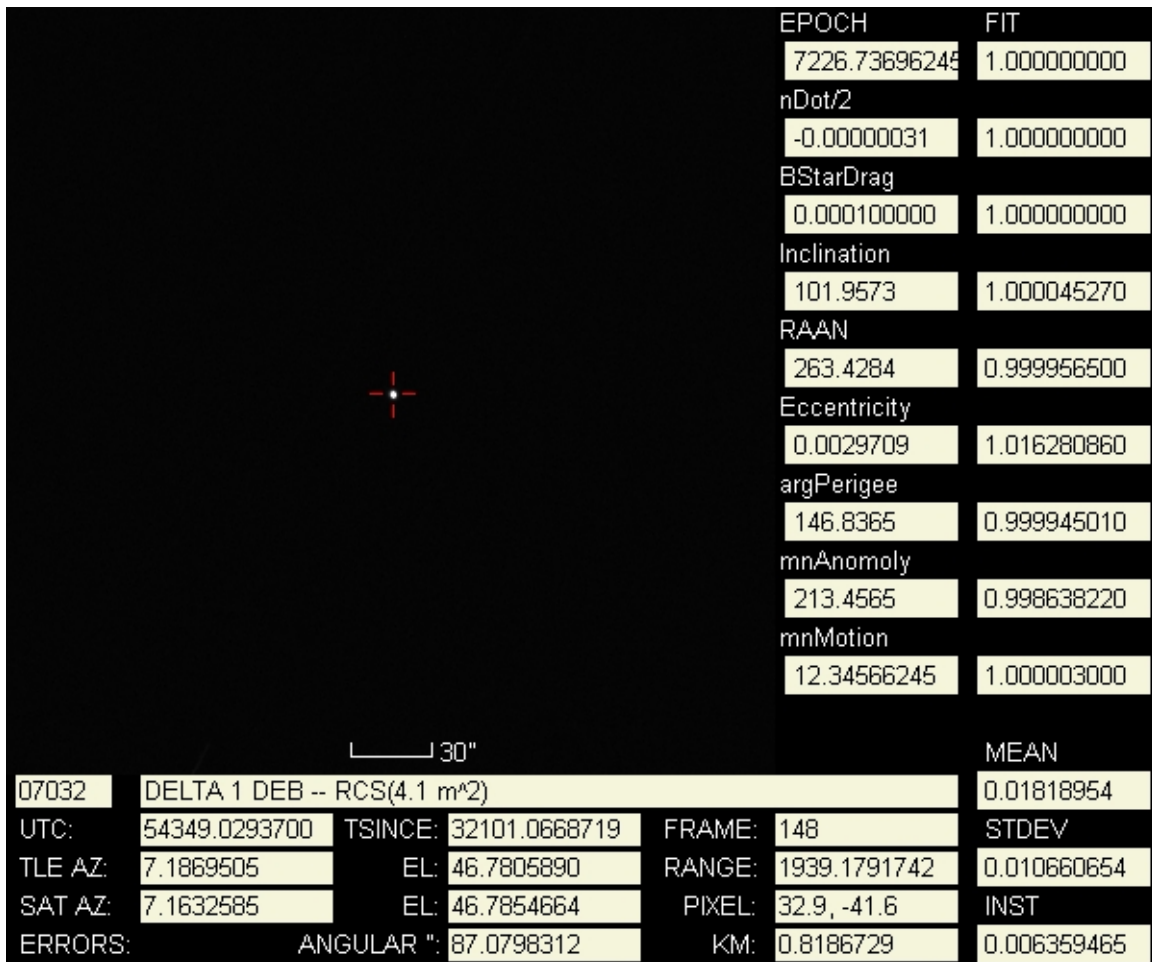 EPOCH FIT
7226.73696245 1.000000000
nDot/2
-0.00000031 1.000000000
BStarDrag
0.000100000 1.000000000
Inclination
101.9573 1.000045270
RAAN
263.4284 0.999956500
Eccentricity
0.0029709 1.016280860
argPerigee
146.8365 0.999945010
mnAnomoly
213.4565 0.998638220
mnMotion
12.34566245 1.000003000
30"
MEAN
07032 DELTA 1 DEB -- RCS(4.1 m^2) 0.01818954
UTC: 54349.0293700 TSINCE: 32101.0668719 FRAME: 148 STDEV
TLE AZ: 7.1869505 EL: 46.7805890 RANGE: 1939.1791742 0.010660654
SAT AZ: 7.1632585 EL: 46.7854664 PIXEL: 32.9, -41.6 INST
ERRORS: ANGULAR ": 87.0798312 KM: 0.8186729 0.006359465